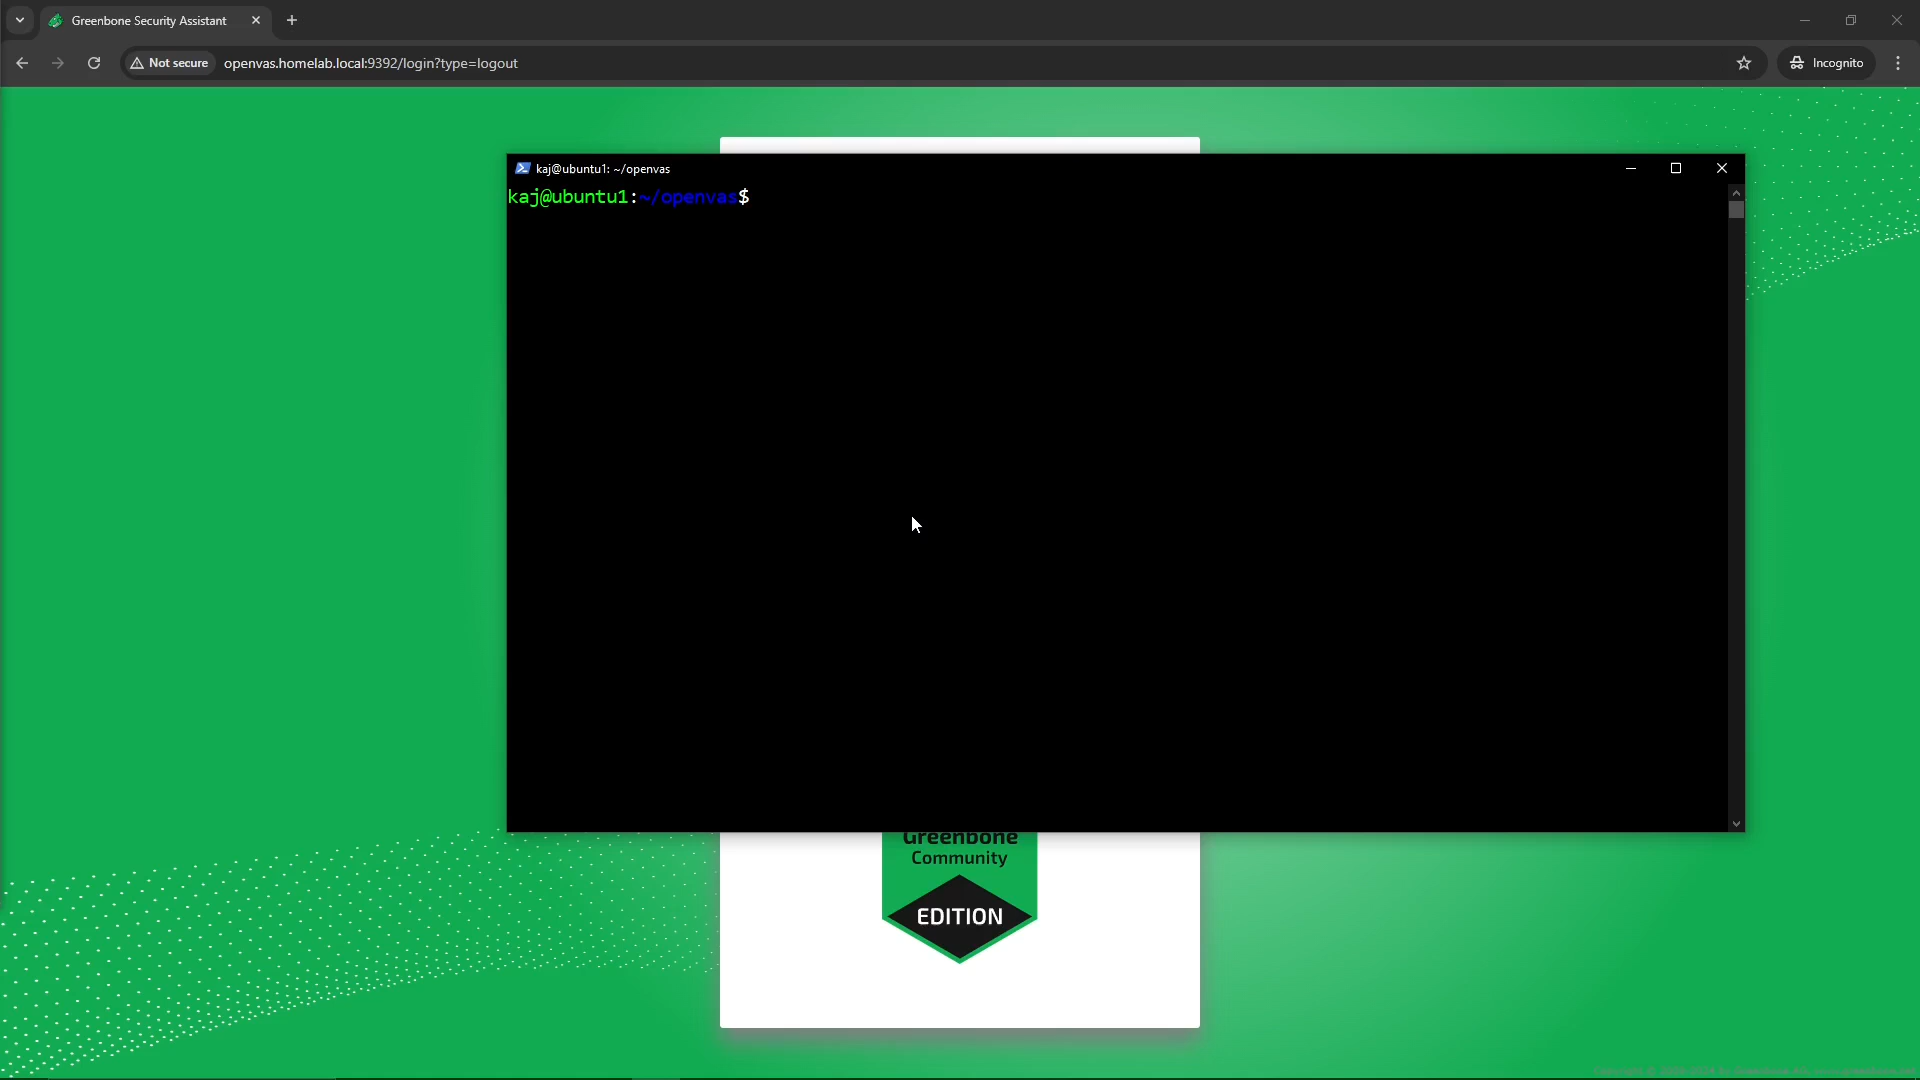 Greenbone Security Assistant
Not secure
openvas.homelab.local:9392/login?type=logout
Incognito
kaj@ubuntu1: ~/openvas
kaj@ubuntu1:~/openvas$
Greenbone
Community
EDITION